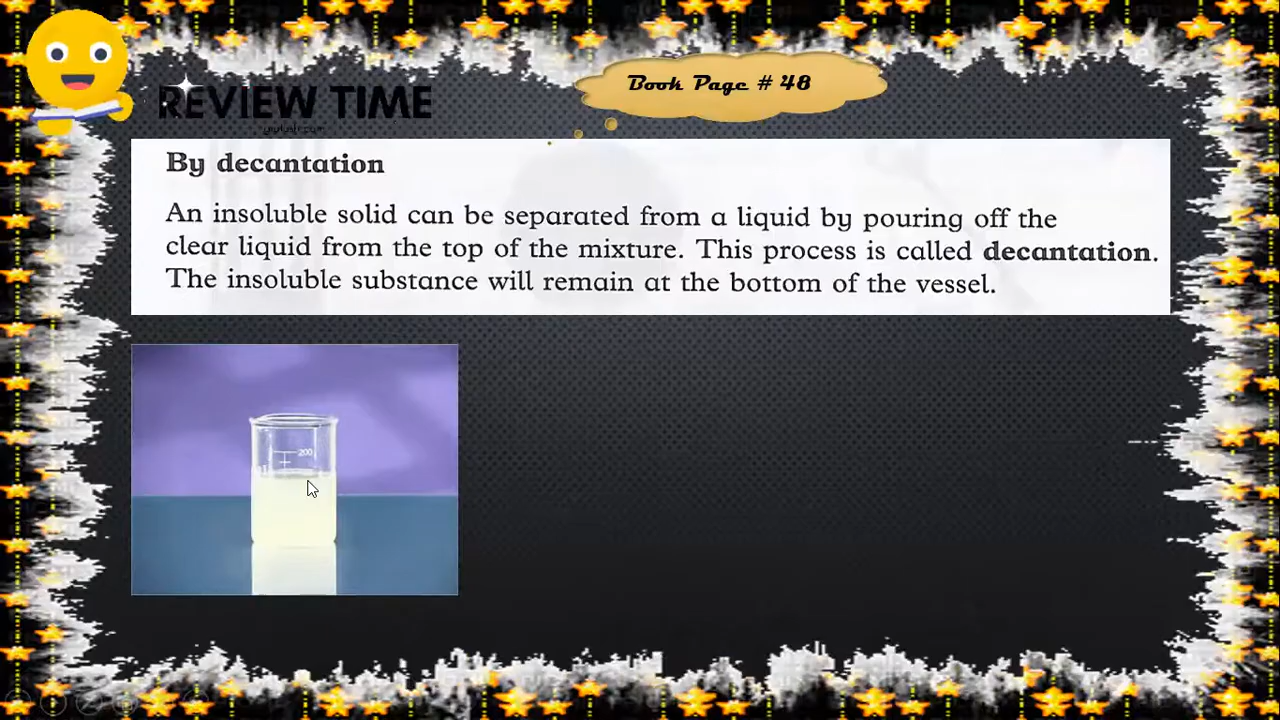 REVIEW TIME
Book Page # 48
By decantation
An insoluble solid can be separated from a liquid by pouring off the
clear liquid from the top of the mixture. This process is called decantation.
The insoluble substance will remain at the bottom of the vessel.
200